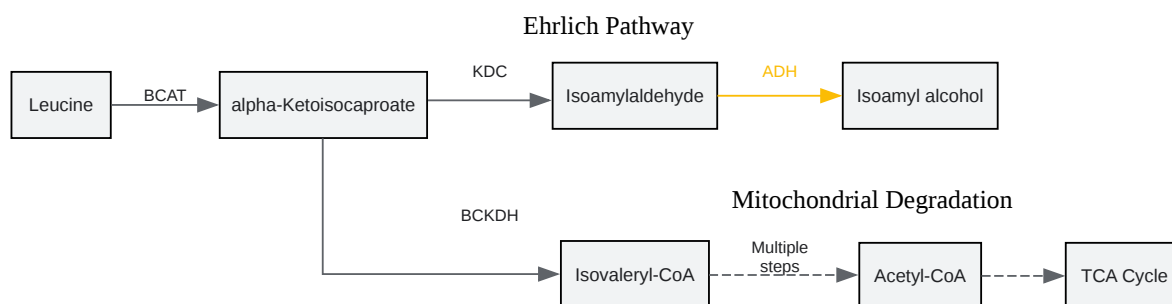 Ehrlich Pathway
Leucine
BCAT
alpha-Ketoisocaproate
KDC
Isoamylaldehyde
ADH
Isoamyl alcohol
Mitochondrial Degradation
BCKDH
Isovaleryl-CoA
Multiple
steps
Acetyl-CoA
TCA Cycle